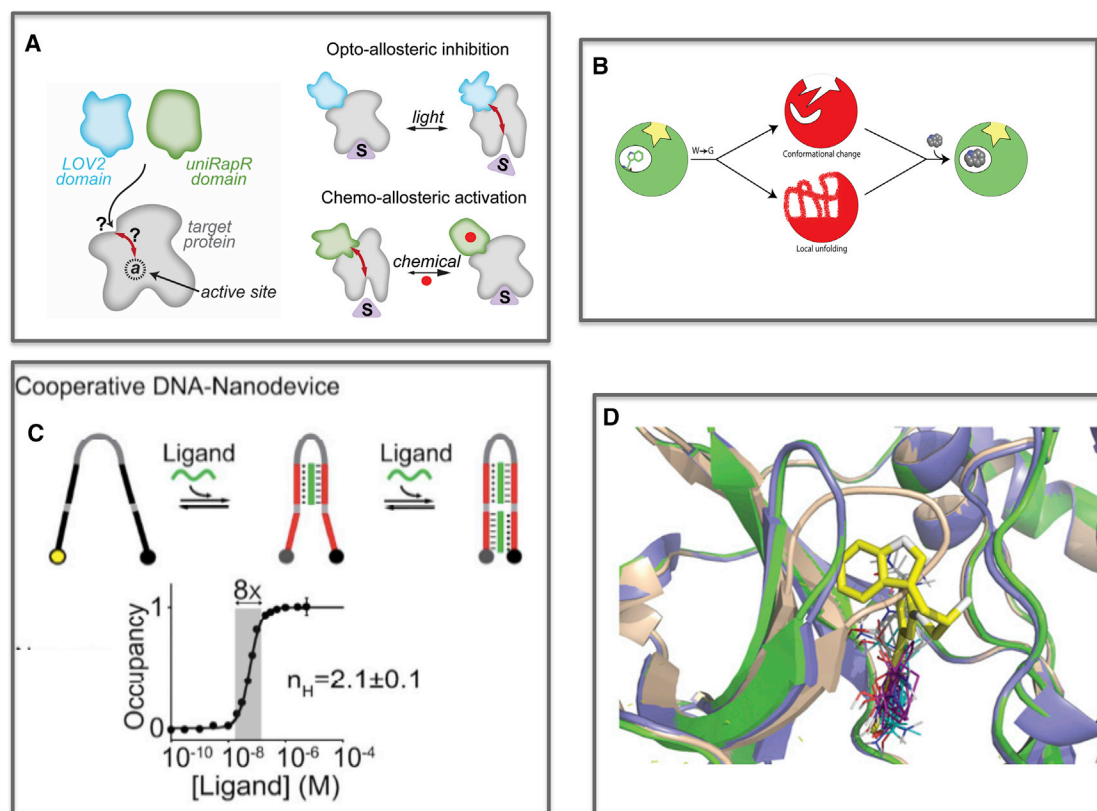 A
Opto-allosteric inhibition
LOV2
domain
uniRapR
domain
light
S
S
?
?
target
protein
a
active site
Chemo-allosteric activation
chemical
S
S
B
W→G
Conformational change
Local unfolding
Cooperative DNA-Nanodevice
C
Ligand
Ligand
8x
1
Occupancy
0
n_H=2.1±0.1
10^-10
10^-8
10^-6
10^-4
[Ligand] (M)
D